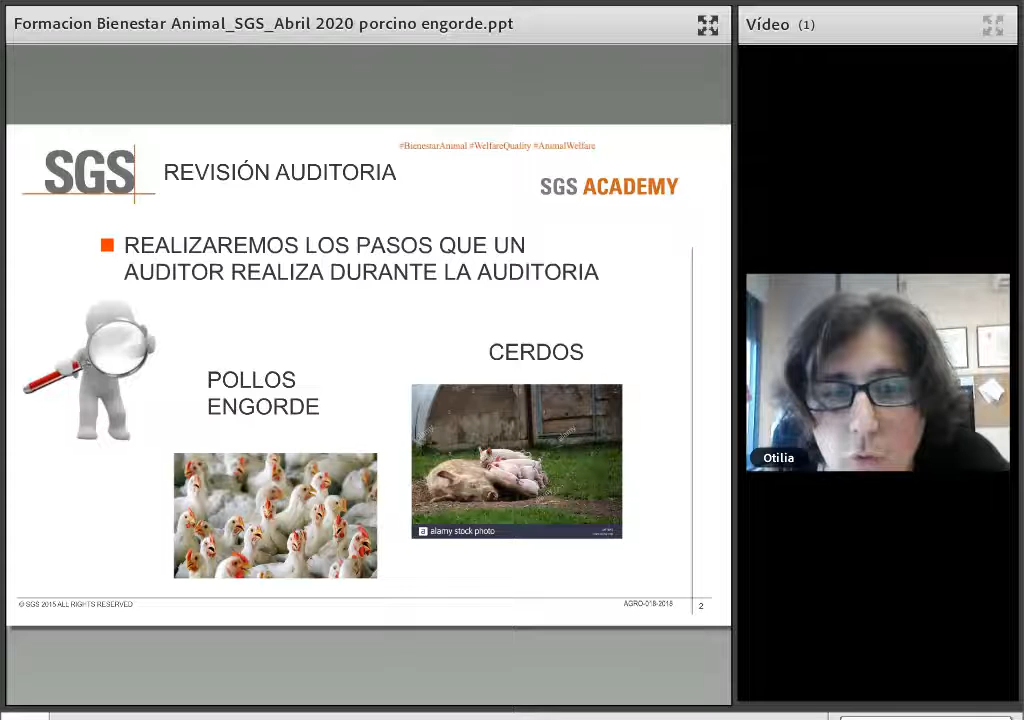 Formacion Bienestar Animal_SGS_Abril 2020 porcino engorde.ppt
Vídeo (1)
#BienestarAnimal #WelfareQuality #AnimalWelfare
SGS
REVISIÓN AUDITORIA
SGS ACADEMY
REALIZAREMOS LOS PASOS QUE UN
AUDITOR REALIZA DURANTE LA AUDITORIA
CERDOS
POLLOS
ENGORDE
alamy
alamy
a alamy stock photo
Otilia
© SGS 2015 ALL RIGHTS RESERVED
AGRO-018-2018
2